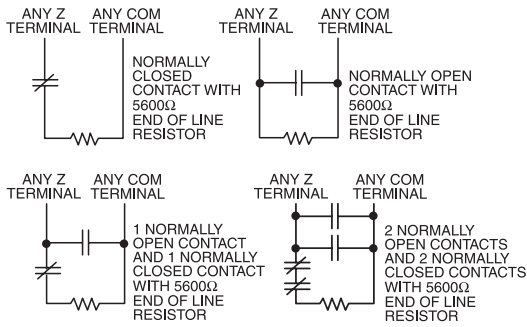 ANY Z
TERMINAL
ANY COM
TERMINAL
NORMALLY
CLOSED
CONTACT WITH
5600Ω
END OF LINE
RESISTOR
ANY Z
TERMINAL
ANY COM
TERMINAL
NORMALLY OPEN
CONTACT WITH
5600Ω
END OF LINE
RESISTOR
ANY Z
TERMINAL
ANY COM
TERMINAL
1 NORMALLY
OPEN CONTACT
AND 1 NORMALLY
CLOSED CONTACT
WITH 5600Ω
END OF LINE
RESISTOR
ANY Z
TERMINAL
ANY COM
TERMINAL
2 NORMALLY
OPEN CONTACTS
AND 2 NORMALLY
CLOSED CONTACTS
WITH 5600Ω
END OF LINE
RESISTOR